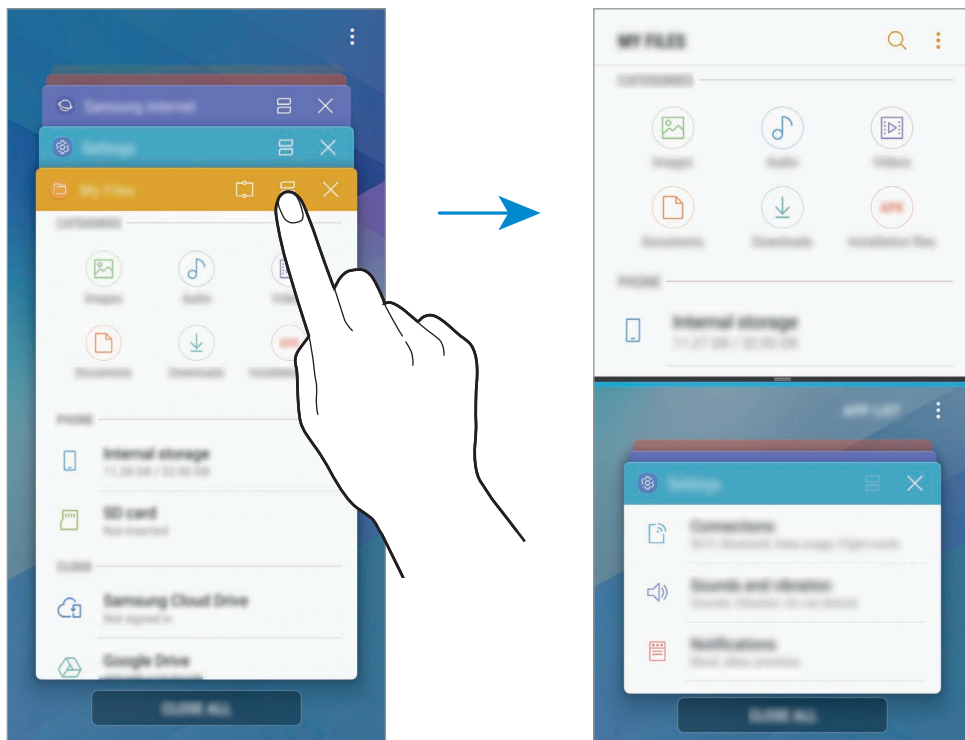 Samsung Internet
Settings
My Files
CATEGORIES
Images
Audio
Documents
Downloads
PHONE
Internal storage
SD card
Not inserted
CLOUD
Samsung Cloud Drive
Not signed in
Google Drive
CLOSE ALL
MY FILES
CATEGORIES
Images
Audio
Videos
APK
Documents
Downloads
Installation files
PHONE
Internal storage
APP LIST
Settings
Connections
Sounds and vibration
Notifications
CLOSE ALL